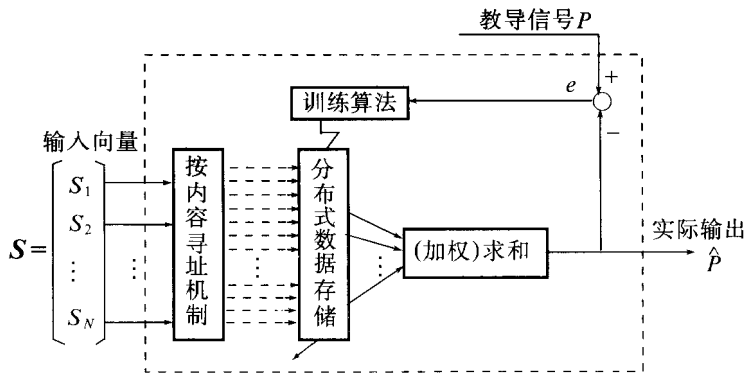 教导信号P
+
e
训练算法
−
输入向量
S=
S₁
S₂
⋮
S_N
按内容寻址机制
分布式数据存储
(加权)求和
实际输出
P̂